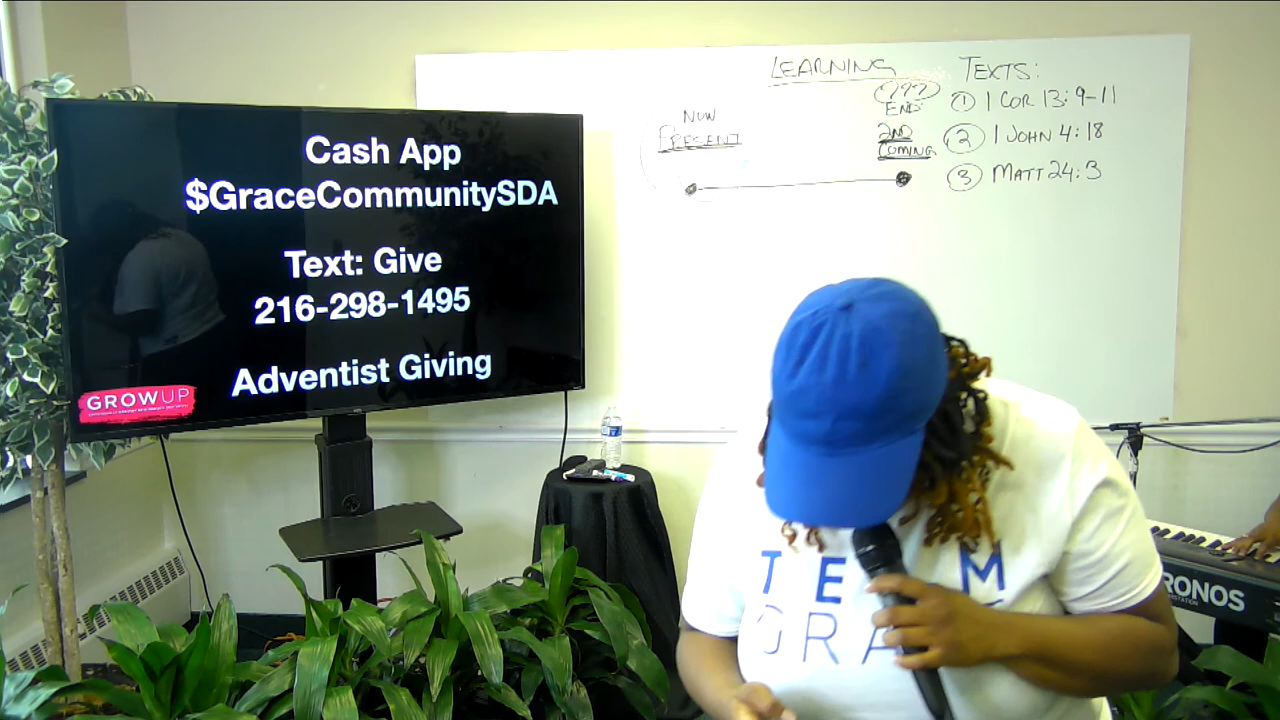 Cash App
$GraceCommunitySDA
Text: Give
216-298-1495
Adventist Giving
GROWUP
LEARNING
NOW
PRESENT
???
END
2ND
COMING
TEXTS:
① 1 COR 13:9-11
② 1 JOHN 4:18
③ MATT 24:3
TE M
GRA
RONOS